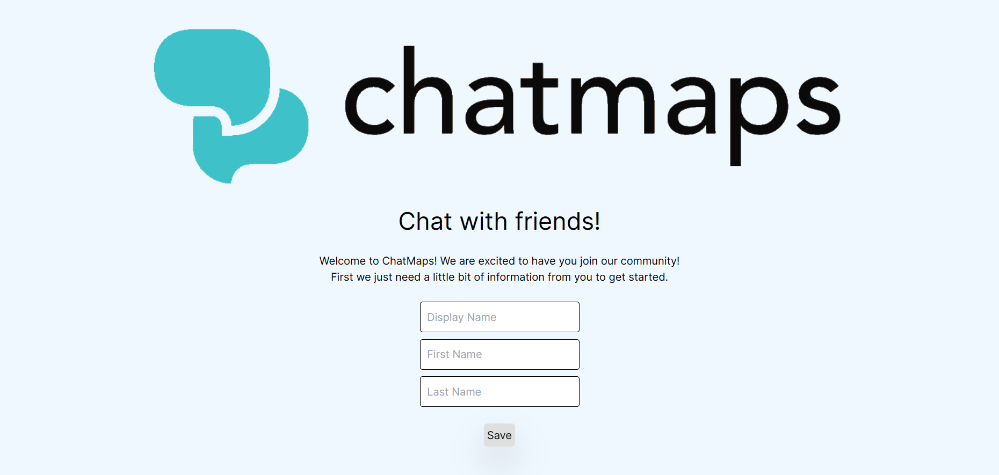 chatmaps
Chat with friends!
Welcome to ChatMaps! We are excited to have you join our community!
First we just need a little bit of information from you to get started.
Display Name
First Name
Last Name
Save